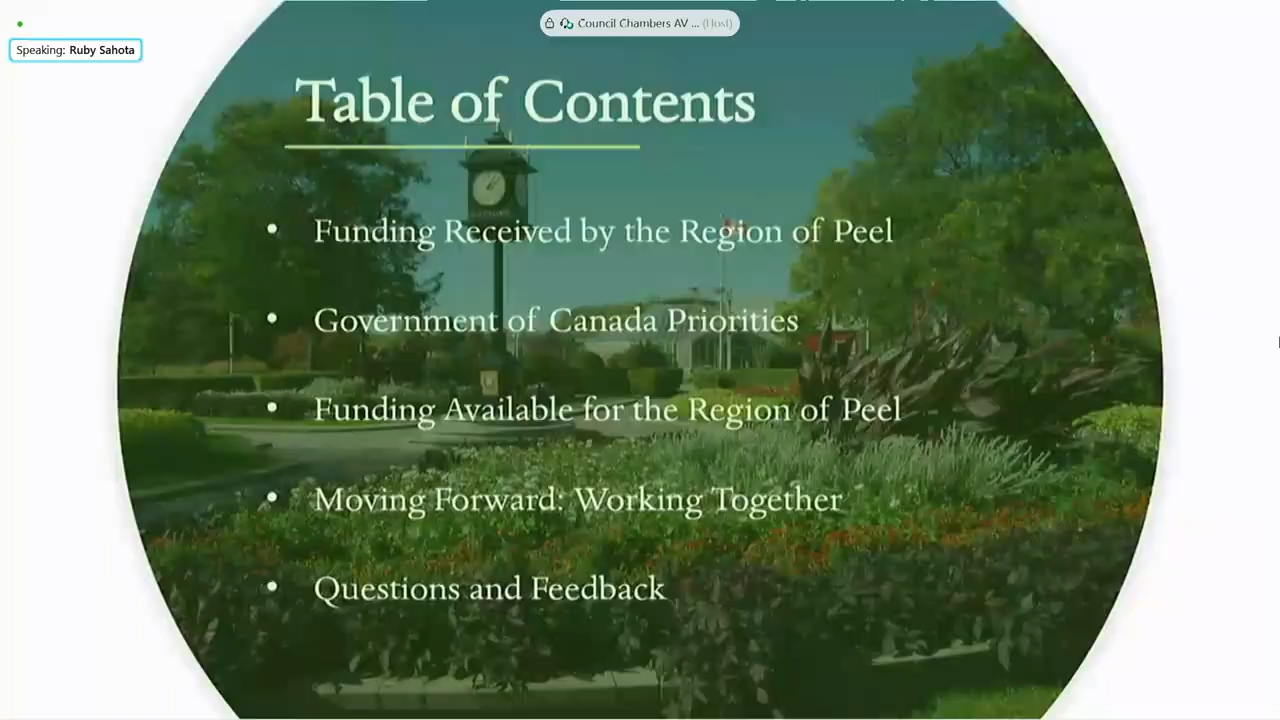 Council Chambers AV ... (Host)
Speaking: Ruby Sahota
Table of Contents
• Funding Received by the Region of Peel
• Government of Canada Priorities
• Funding Available for the Region of Peel
• Moving Forward: Working Together
• Questions and Feedback